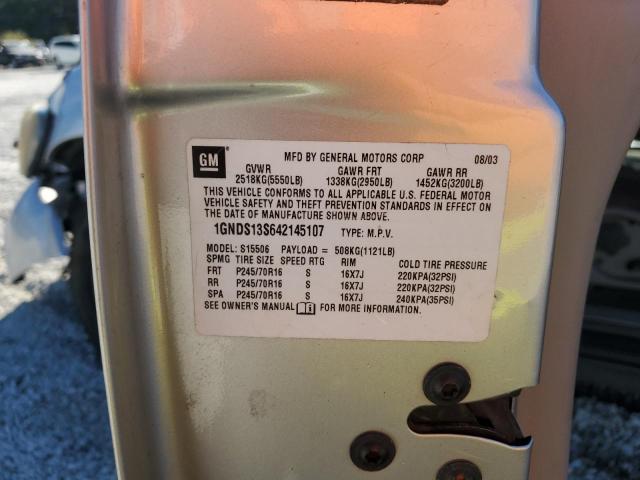 GM
MFD BY GENERAL MOTORS CORP 08/03
GVWR GAWR FRT GAWR RR
2518KG(5550LB) 1338KG(2950LB) 1452KG(3200LB)
THIS VEHICLE CONFORMS TO ALL APPLICABLE U.S. FEDERAL MOTOR
VEHICLE SAFETY AND THEFT PREVENTION STANDARDS IN EFFECT ON
THE DATE OF MANUFACTURE SHOWN ABOVE.
1GNDS13S642145107 TYPE: M.P.V.
MODEL: S15506 PAYLOAD = 508KG(1121LB)
SPMG TIRE SIZE SPEED RTG RIM COLD TIRE PRESSURE
FRT P245/70R16 S 16X7J 220KPA(32PSI)
RR P245/70R16 S 16X7J 220KPA(32PSI)
SPA P245/70R16 S 16X7J 240KPA(35PSI)
SEE OWNER'S MANUAL FOR MORE INFORMATION.